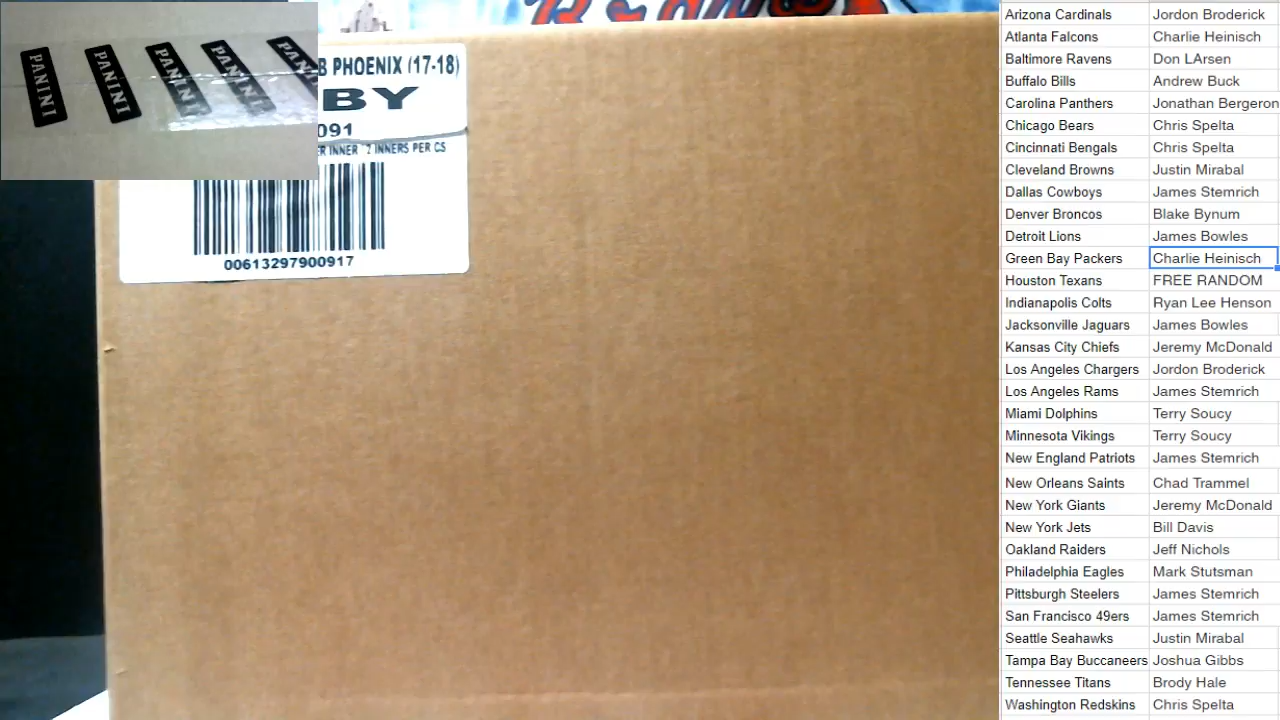 PANINI
PANINI
PANINI
PANINI
B PHOENIX (17-18)
BY
091
R INNER 2 INNERS PER CS
00613297900917
Arizona Cardinals Jordon Broderick
Atlanta Falcons Charlie Heinisch
Baltimore Ravens Don LArsen
Buffalo Bills Andrew Buck
Carolina Panthers Jonathan Bergeron
Chicago Bears Chris Spelta
Cincinnati Bengals Chris Spelta
Cleveland Browns Justin Mirabal
Dallas Cowboys James Stemrich
Denver Broncos Blake Bynum
Detroit Lions James Bowles
Green Bay Packers Charlie Heinisch
Houston Texans FREE RANDOM
Indianapolis Colts Ryan Lee Henson
Jacksonville Jaguars James Bowles
Kansas City Chiefs Jeremy McDonald
Los Angeles Chargers Jordon Broderick
Los Angeles Rams James Stemrich
Miami Dolphins Terry Soucy
Minnesota Vikings Terry Soucy
New England Patriots James Stemrich
New Orleans Saints Chad Trammel
New York Giants Jeremy McDonald
New York Jets Bill Davis
Oakland Raiders Jeff Nichols
Philadelphia Eagles Mark Stutsman
Pittsburgh Steelers James Stemrich
San Francisco 49ers James Stemrich
Seattle Seahawks Justin Mirabal
Tampa Bay Buccaneers Joshua Gibbs
Tennessee Titans Brody Hale
Washington Redskins Chris Spelta